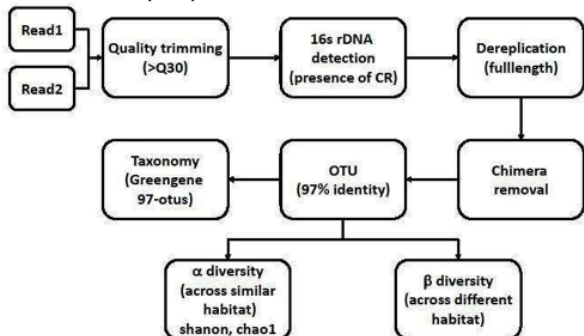 Read1
Read2
Quality trimming
(>Q30)
16s rDNA
detection
(presence of CR)
Dereplication
(fulllength)
Taxonomy
(Greengene
97-otus)
OTU
(97% identity)
Chimera
removal
α diversity
(across similar
habitat)
shanon, chao1
β diversity
(across different
habitat)